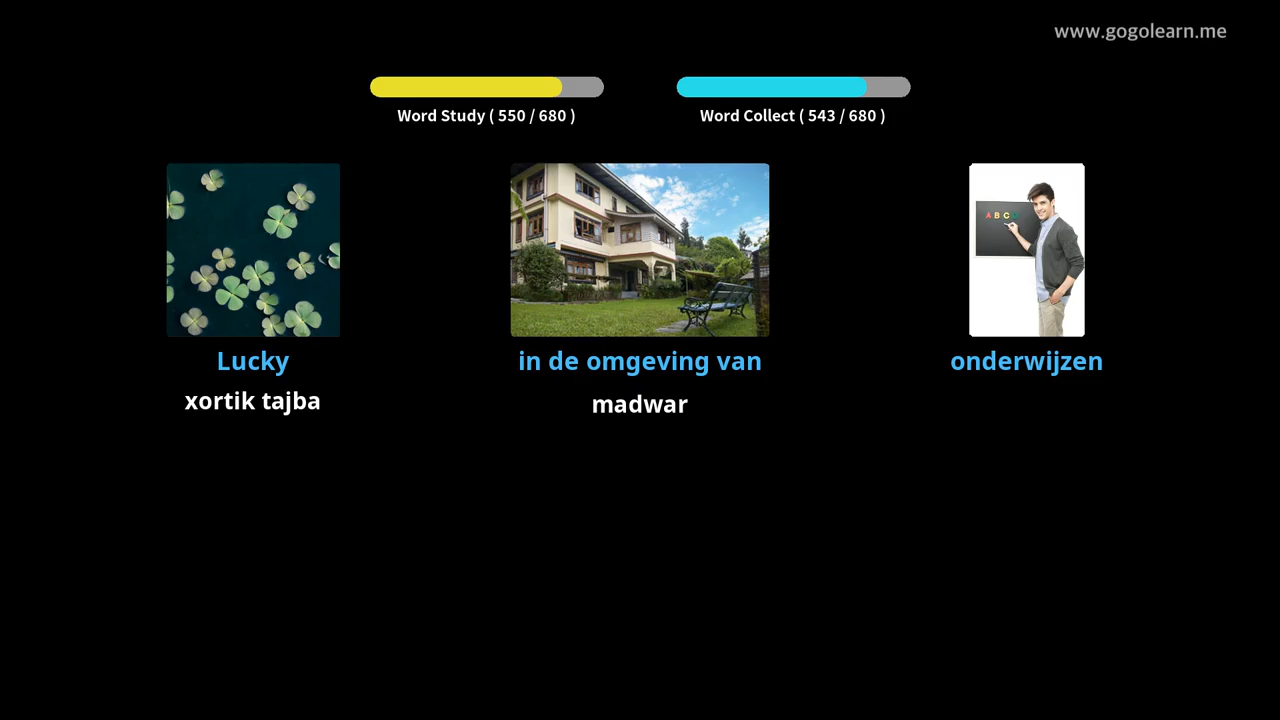 www.gogolearn.me
Word Study ( 550 / 680 )
Word Collect ( 543 / 680 )
A B C D
Lucky
in de omgeving van
onderwijzen
xortik tajba
madwar